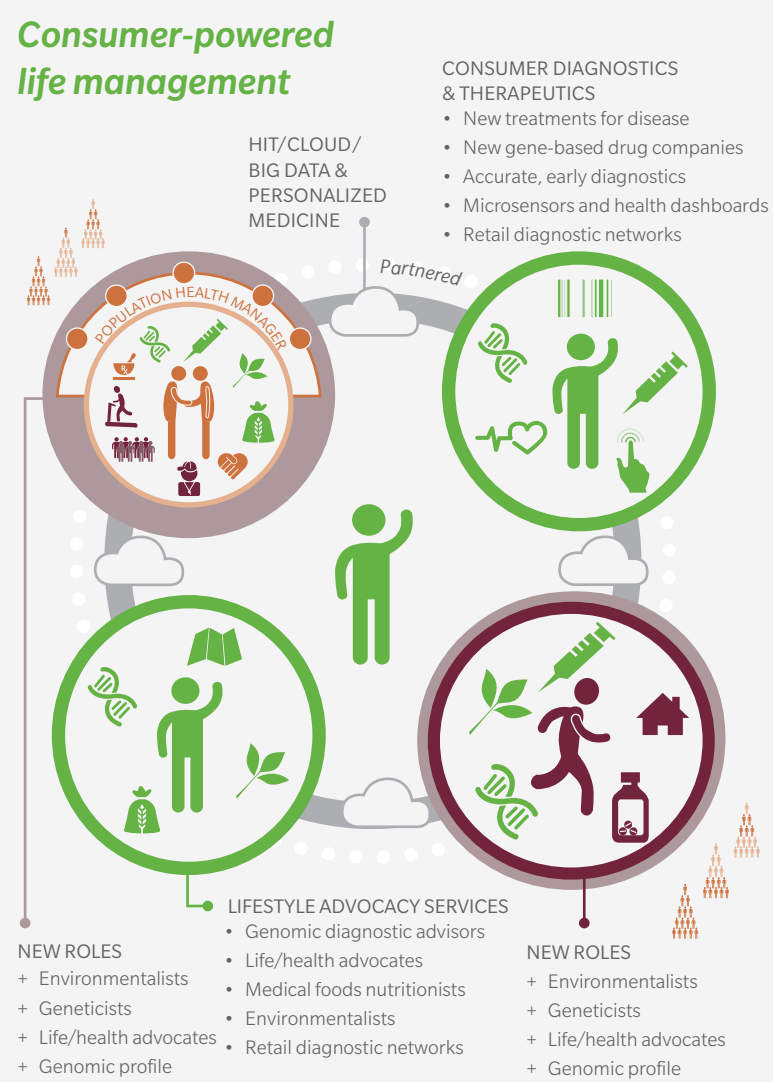 Consumer-powered
life management
CONSUMER DIAGNOSTICS
& THERAPEUTICS
• New treatments for disease
• New gene-based drug companies
• Accurate, early diagnostics
• Microsensors and health dashboards
• Retail diagnostic networks
HIT/CLOUD/
BIG DATA &
PERSONALIZED
MEDICINE
Partnered
POPULATION HEALTH MANAGER
Rx
LIFESTYLE ADVOCACY SERVICES
• Genomic diagnostic advisors
• Life/health advocates
• Medical foods nutritionists
• Environmentalists
• Retail diagnostic networks
NEW ROLES
+ Environmentalists
+ Geneticists
+ Life/health advocates
+ Genomic profile
NEW ROLES
+ Environmentalists
+ Geneticists
+ Life/health advocates
+ Genomic profile